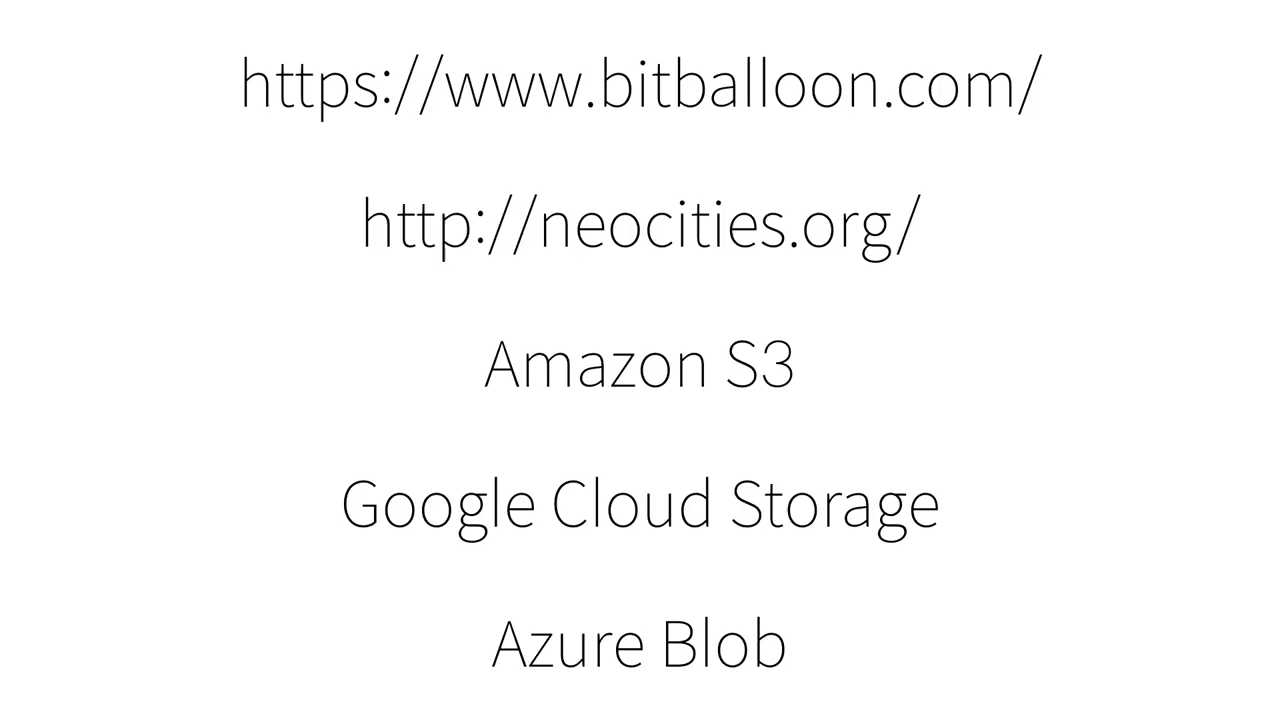 https://www.bitballoon.com/
http://neocities.org/
Amazon S3
Google Cloud Storage
Azure Blob